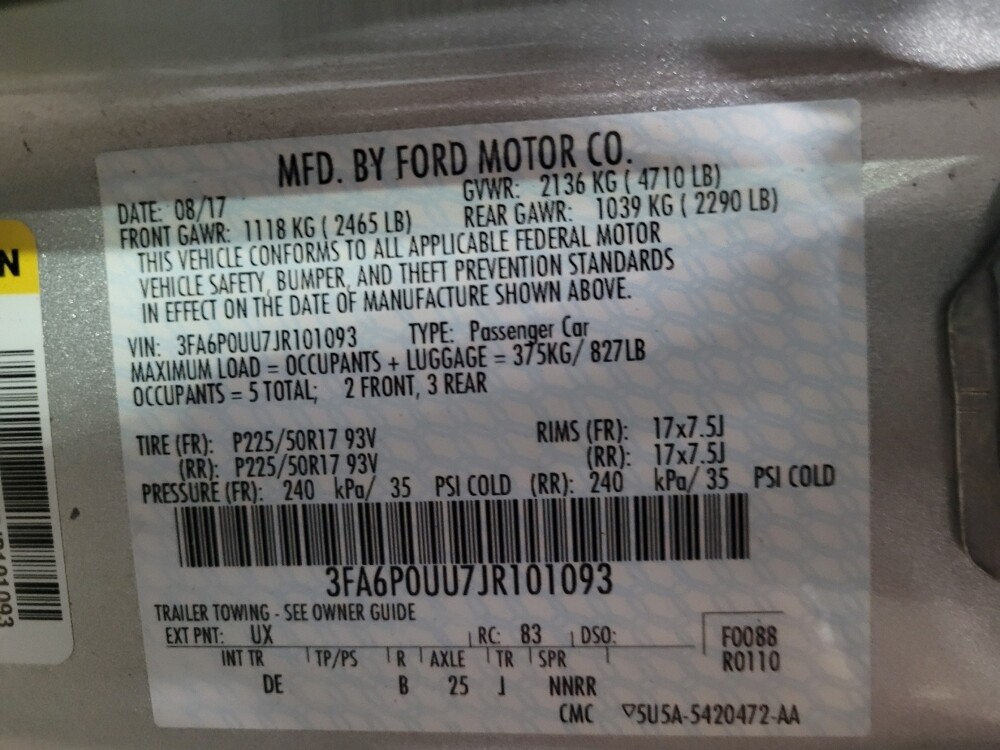 MFD. BY FORD MOTOR CO.
DATE: 08/17 GVWR: 2136 KG ( 4710 LB)
FRONT GAWR: 1118 KG ( 2465 LB) REAR GAWR: 1039 KG ( 2290 LB)
THIS VEHICLE CONFORMS TO ALL APPLICABLE FEDERAL MOTOR
VEHICLE SAFETY, BUMPER, AND THEFT PREVENTION STANDARDS
IN EFFECT ON THE DATE OF MANUFACTURE SHOWN ABOVE.
VIN: 3FA6P0UU7JR101093 TYPE: Passenger Car
MAXIMUM LOAD = OCCUPANTS + LUGGAGE = 375KG/ 827LB
OCCUPANTS = 5 TOTAL; 2 FRONT, 3 REAR
TIRE (FR): P225/50R17 93V RIMS (FR): 17x7.5J
(RR): P225/50R17 93V (RR): 17x7.5J
PRESSURE (FR): 240 kPa/ 35 PSI COLD (RR): 240 kPa/ 35 PSI COLD
3FA6P0UU7JR101093
TRAILER TOWING - SEE OWNER GUIDE
EXT PNT: UX RC: 83 DSO: F0088
INT TR TP/PS R AXLE TR SPR R0110
DE B 25 J NNRR
CMC ▽5U5A-5420472-AA
N